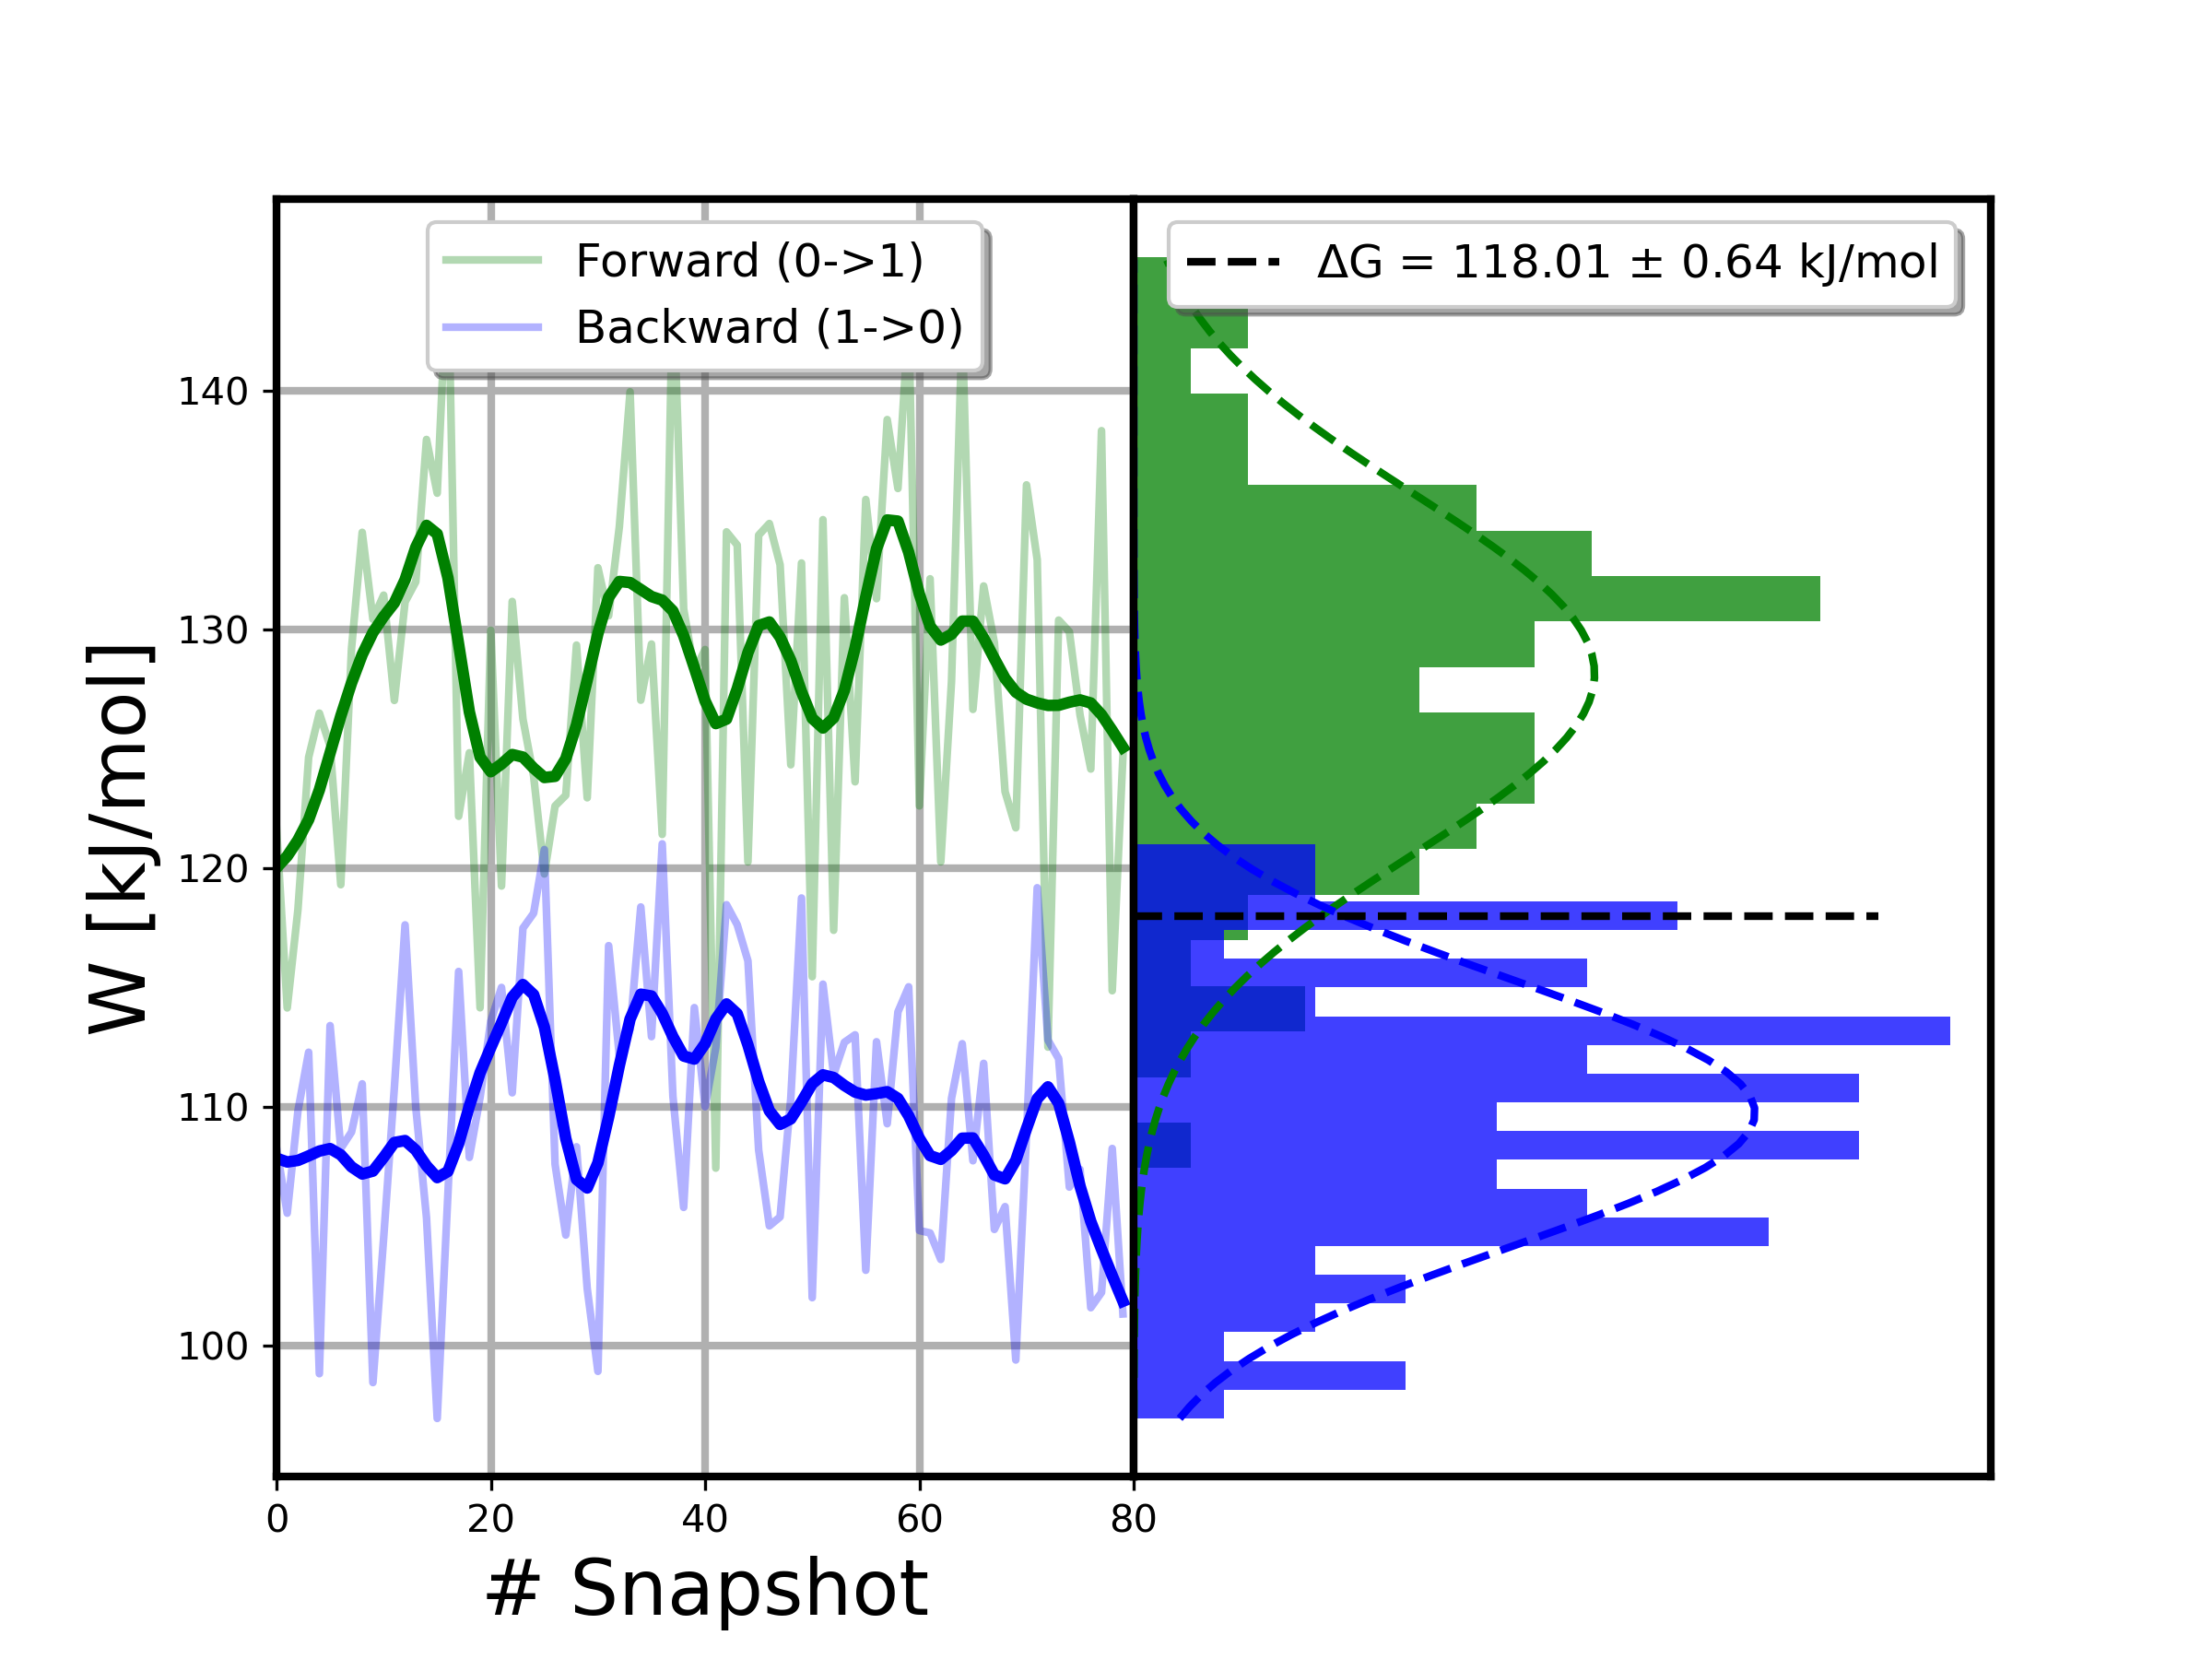 Forward (0->1)
Backward (1->0)
ΔG = 118.01 ± 0.64 kJ/mol
W [kJ/mol]
140
130
120
110
100
0 20 40 60 80
# Snapshot